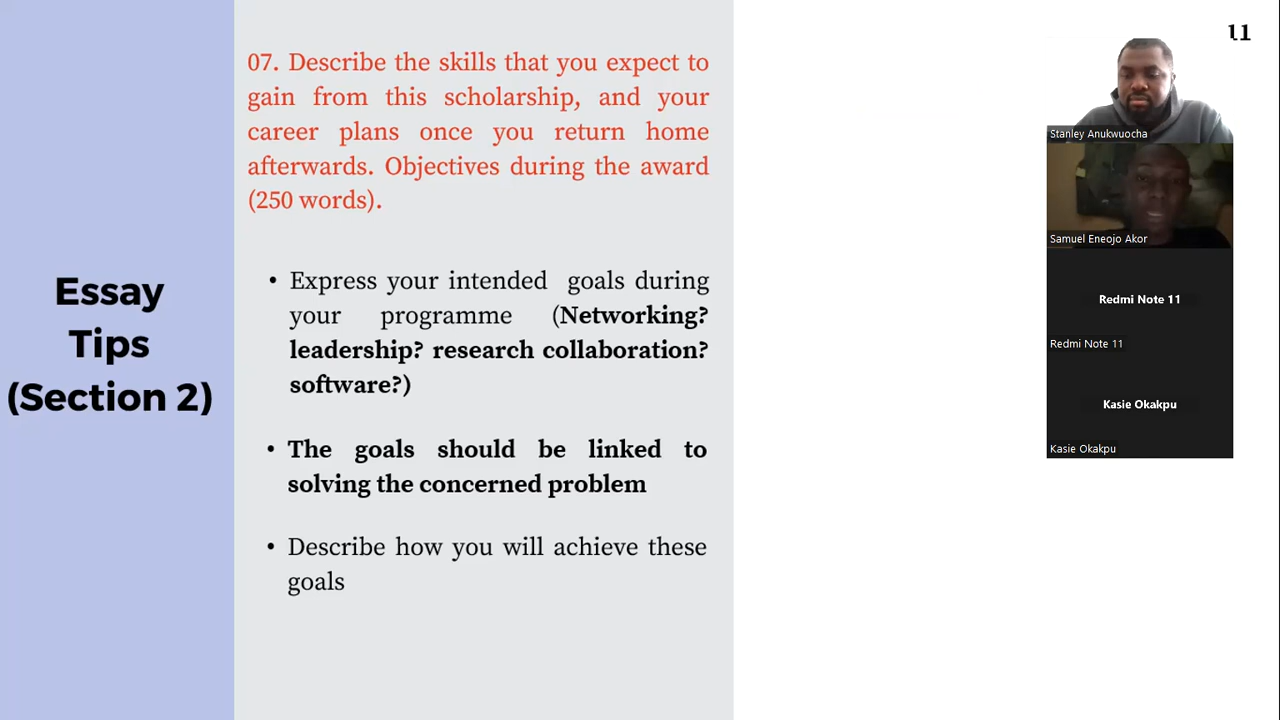 11
07. Describe the skills that you expect to
gain from this scholarship, and your
career plans once you return home
afterwards. Objectives during the award
(250 words).
Essay
Tips
(Section 2)
• Express your intended goals during
your programme (Networking?
leadership? research collaboration?
software?)
• The goals should be linked to
solving the concerned problem
• Describe how you will achieve these
goals
Stanley Anukwuocha
Samuel Eneojo Akor
Redmi Note 11
Redmi Note 11
Kasie Okakpu
Kasie Okakpu